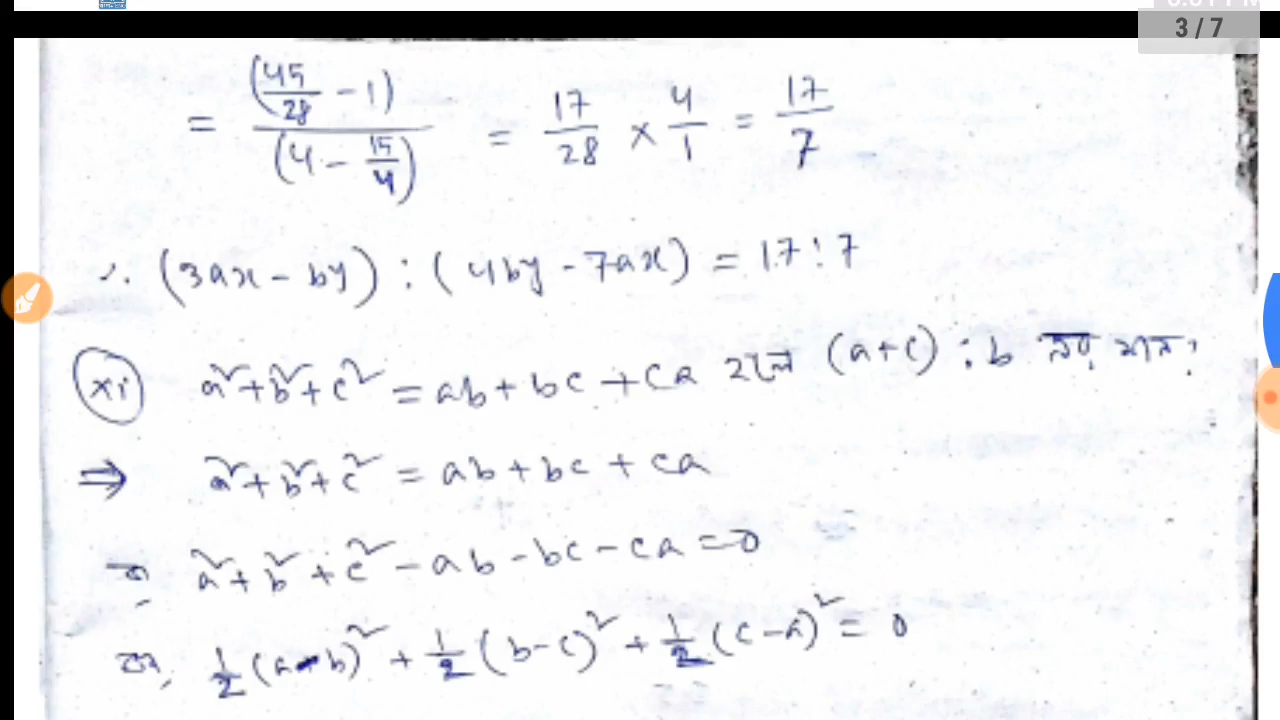 3 / 7
= (45/28 - 1) / (4 - 15/4) = 17/28 × 4/1 = 17/7
∴ (3ax - by) : (4by - 7ax) = 17:7
(xi) a² + b² + c² = ab + bc + ca হলে (a+c) : b এর মান?
⇒ a² + b² + c² = ab + bc + ca
বা, a² + b² + c² - ab - bc - ca = 0
বা, 1/2 (a-b)² + 1/2 (b-c)² + 1/2 (c-a)² = 0